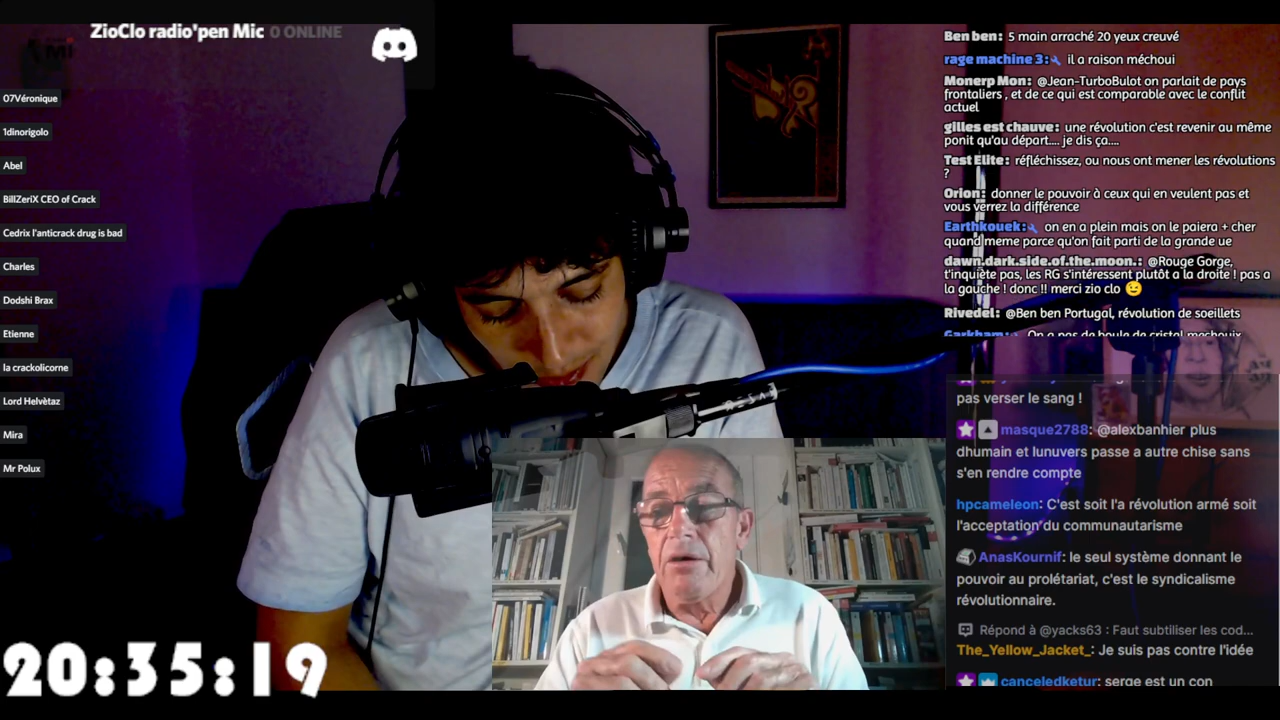 ZioClo radio'pen Mic 0 ONLINE
07Véronique
1dinorigolo
Abel
BillZeriX CEO of Crack
Cedrix l'anticrack drug is bad
Charles
Dodshi Brax
Etienne
la crackolicorne
Lord Helvètaz
Mira
Mr Polux
20:35:19
Ben ben: 5 main arraché 20 yeux creuvé
rage machine 3: il a raison méchoui
Monerp Mon: @Jean-TurboBulot on parlait de pays
frontaliers , et de ce qui est comparable avec le conflit
actuel
gilles est chauve: une révolution c'est revenir au même
ponit qu'au départ.... je dis ça....
Test Elite: réfléchissez, ou nous ont mener les révolutions
?
Orion: donner le pouvoir à ceux qui en veulent pas et
vous verrez la différence
Earthkouek: on en a plein mais on le paiera + cher
quand meme parce qu'on fait parti de la grande ue
dawn.dark.side.of.the.moon.: @Rouge Gorge,
t'inquiète pas, les RG s'intéressent plutôt a la droite ! pas a
la gauche ! donc !! merci zio clo 😉
Rivedel: @Ben ben Portugal, révolution de soeillets
Garkham: On a pas de boule de cristal mechouix
pas verser le sang !
masque2788: @alexbanhier plus
dhumain et lunuvers passe a autre chise sans
s'en rendre compte
hpcameleon: C'est soit l'a révolution armé soit
l'acceptation du communautarisme
AnasKournif: le seul système donnant le
pouvoir au prolétariat, c'est le syndicalisme
révolutionnaire.
Répond à @yacks63 : Faut subtiliser les cod...
The_Yellow_Jacket_: Je suis pas contre l'idée
canceledketur: serge est un con